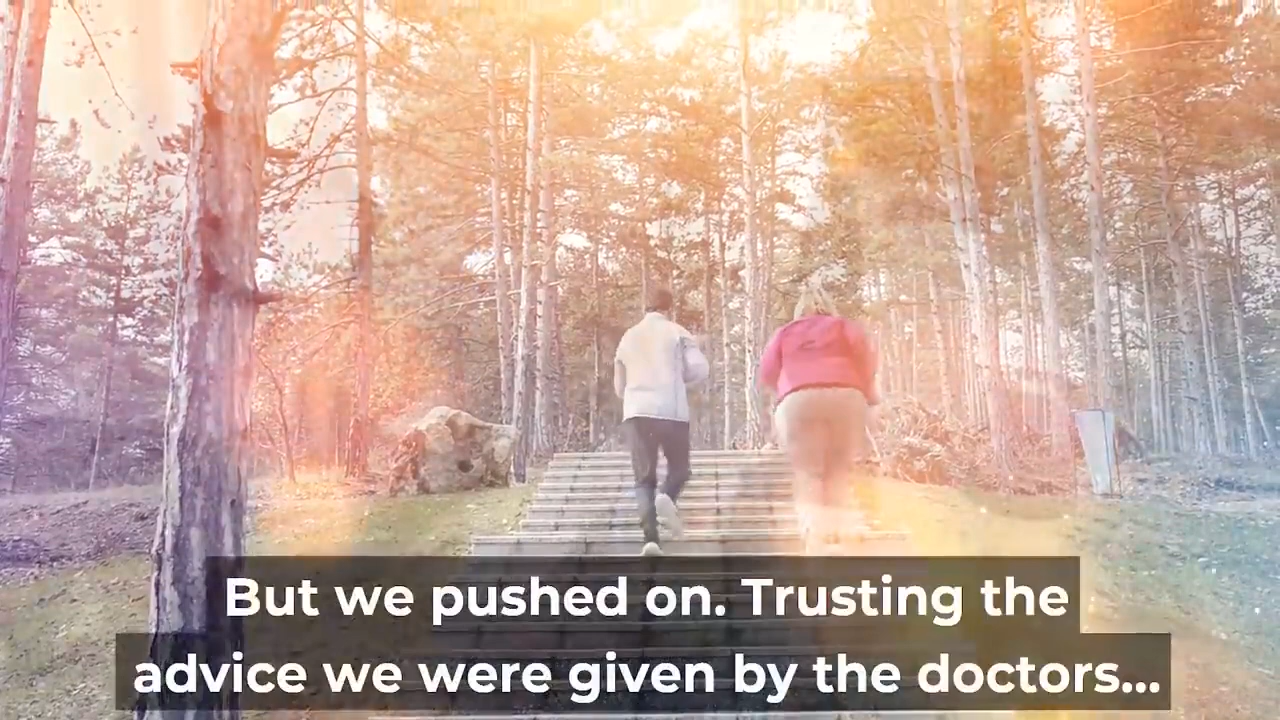 But we pushed on. Trusting the
advice we were given by the doctors...